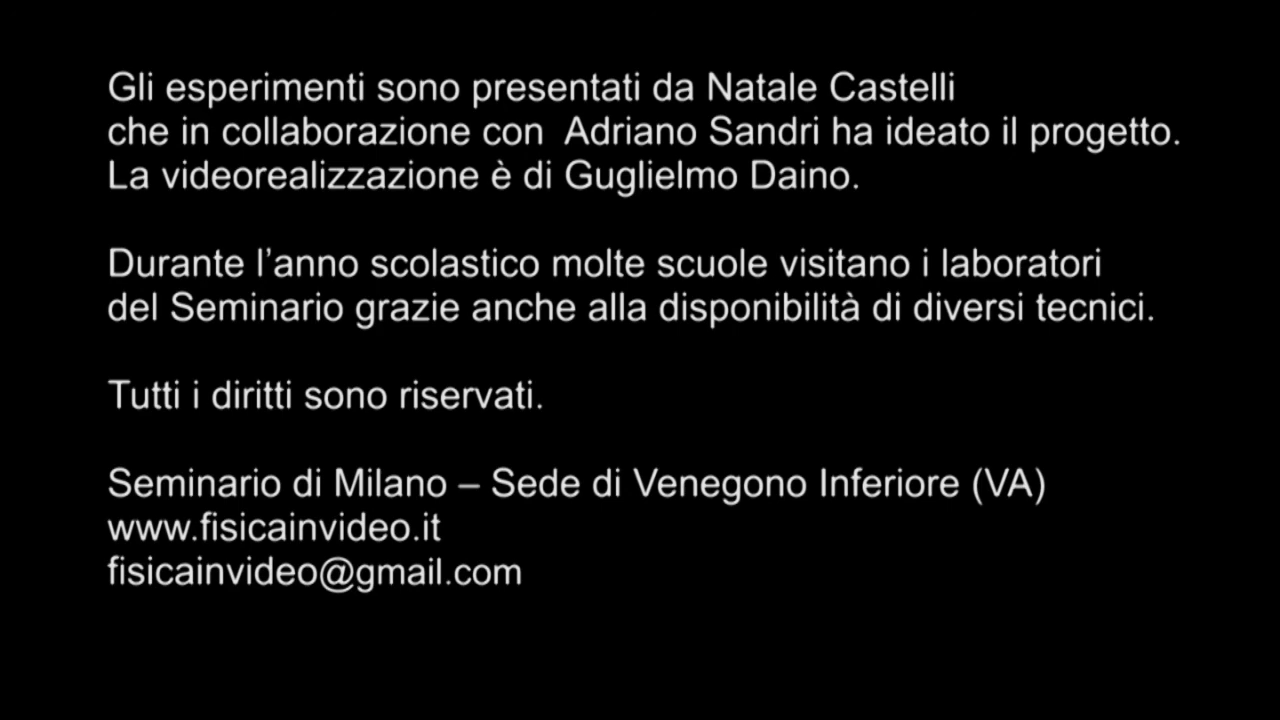 Gli esperimenti sono presentati da Natale Castelli
che in collaborazione con  Adriano Sandri ha ideato il progetto.
La videorealizzazione è di Guglielmo Daino.
Durante l’anno scolastico molte scuole visitano i laboratori
del Seminario grazie anche alla disponibilità di diversi tecnici.
Tutti i diritti sono riservati.
Seminario di Milano – Sede di Venegono Inferiore (VA)
www.fisicainvideo.it
fisicainvideo@gmail.com